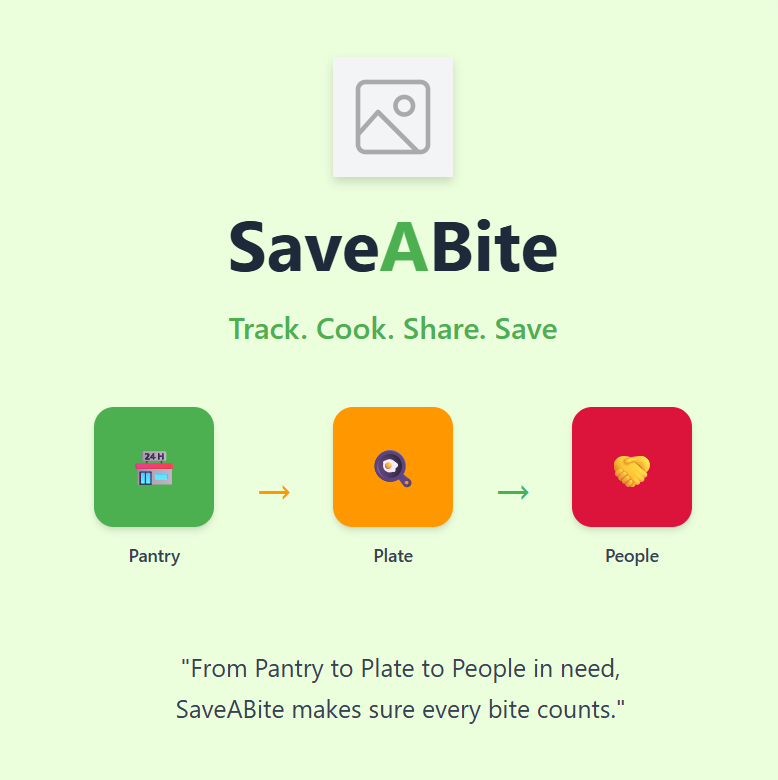 SaveABite
Track. Cook. Share. Save
24 H
→ →
Pantry Plate People
"From Pantry to Plate to People in need,
SaveABite makes sure every bite counts."